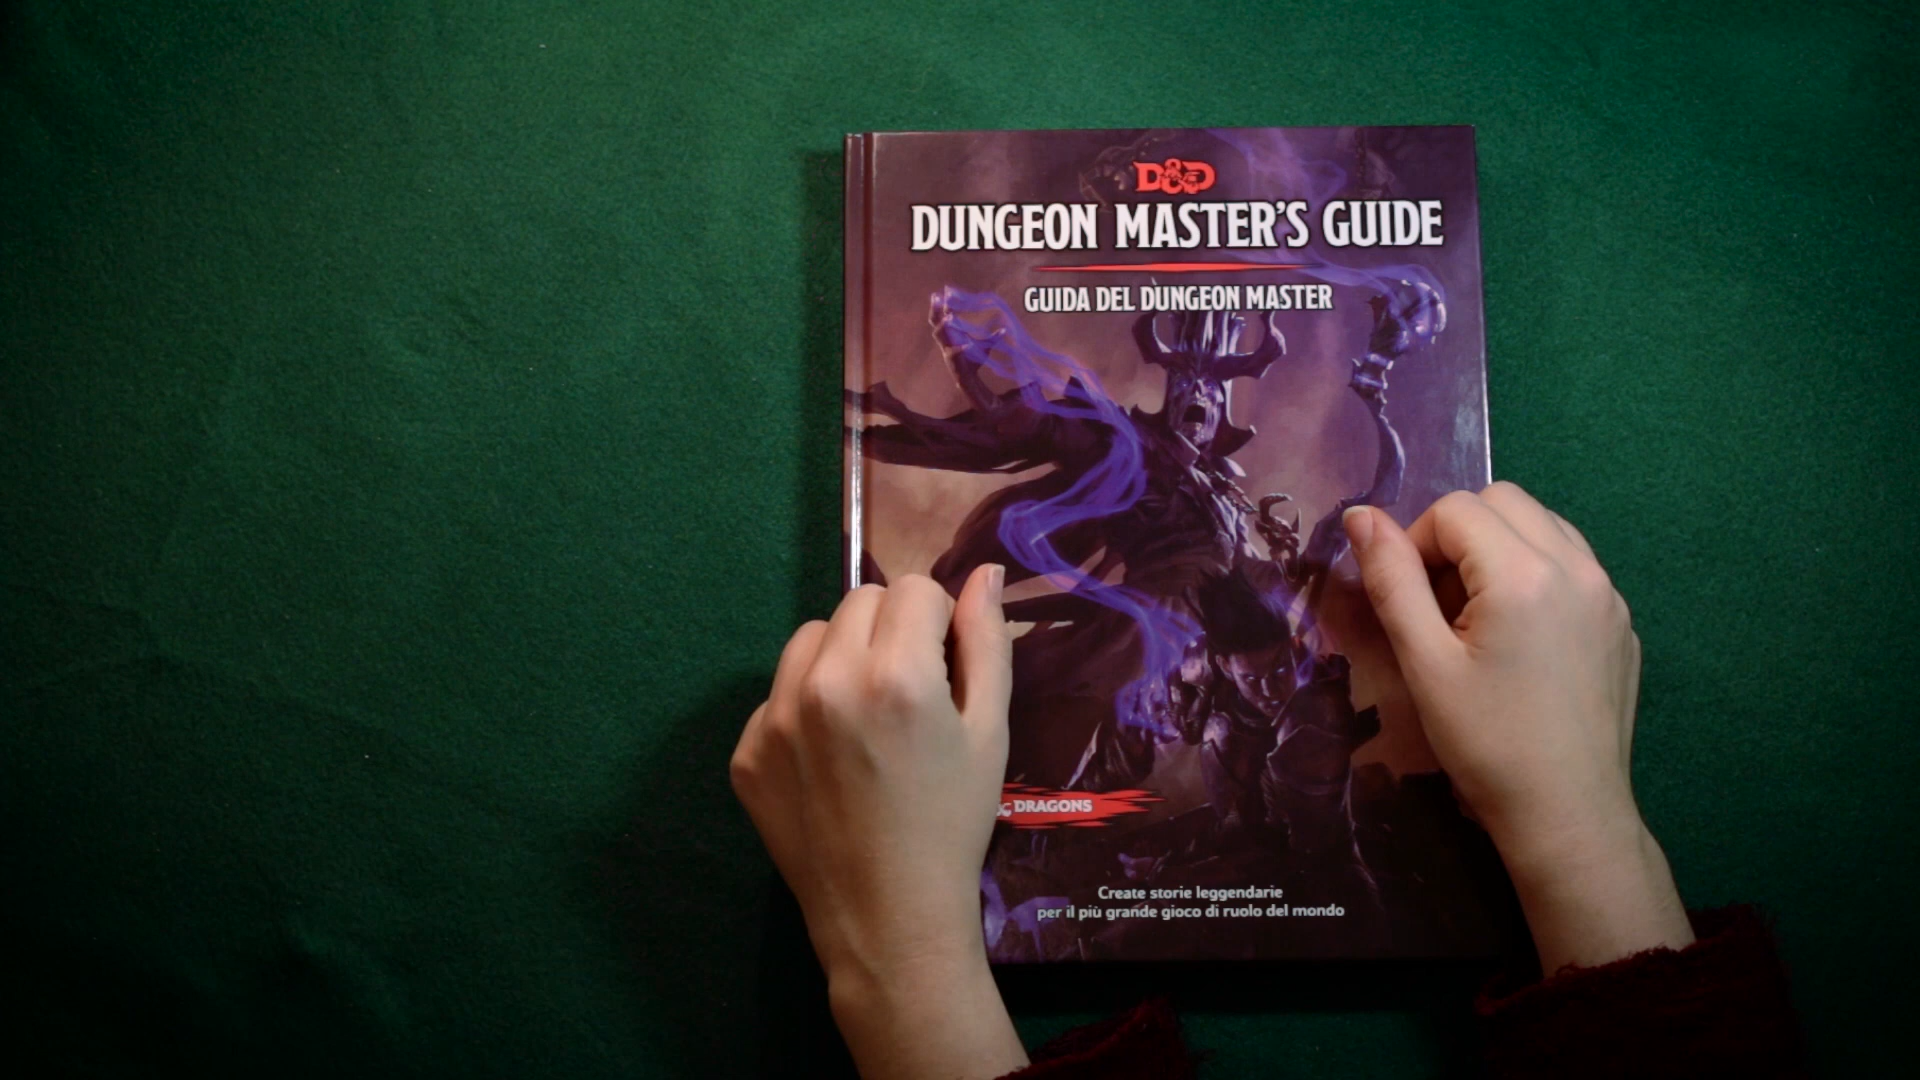 D&D
DUNGEON MASTER'S GUIDE
GUIDA DEL DUNGEON MASTER
& DRAGONS
Create storie leggendarie
per il più grande gioco di ruolo del mondo